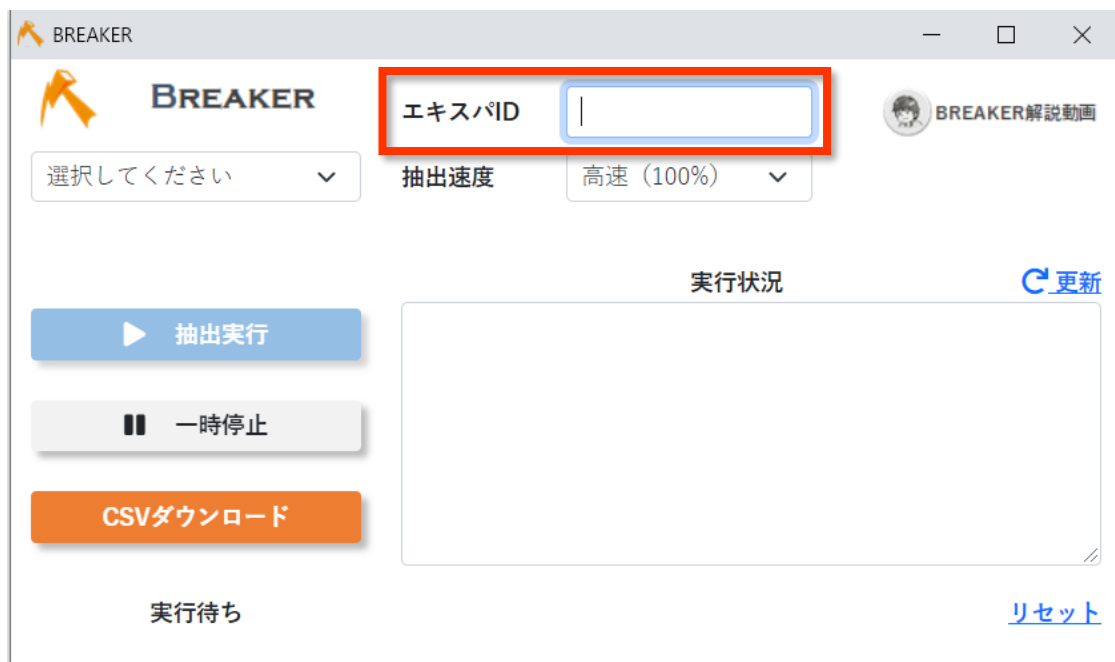 BREAKER
BREAKER
エキスパID
BREAKER解説動画
選択してください
抽出速度
高速（100%）
実行状況
更新
抽出実行
一時停止
CSVダウンロード
実行待ち
リセット